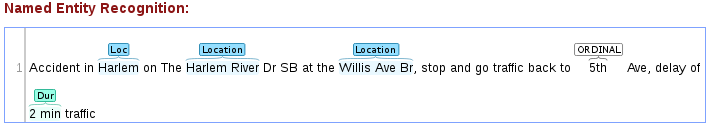 Named Entity Recognition:
Loc Location Location ORDINAL
1 Accident in Harlem on The Harlem River Dr SB at the Willis Ave Br, stop and go traffic back to 5th Ave, delay of
Dur
2 min traffic